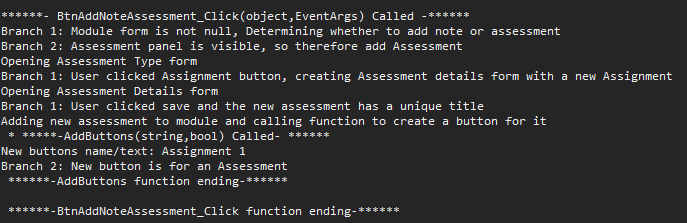 ******- BtnAddNoteAssessment_Click(object,EventArgs) Called -******
Branch 1: Module form is not null, Determining whether to add note or assessment
Branch 2: Assessment panel is visible, so therefore add Assessment
Opening Assessment Type form
Branch 1: User clicked Assignment button, creating Assessment details form with a new Assignment
Opening Assessment Details form
Branch 1: User clicked save and the new assessment has a unique title
Adding new assessment to module and calling function to create a button for it
* *****-AddButtons(string,bool) Called- ******
New buttons name/text: Assignment 1
Branch 2: New button is for an Assessment
******-AddButtons function ending-******
******-BtnAddNoteAssessment_Click function ending-******